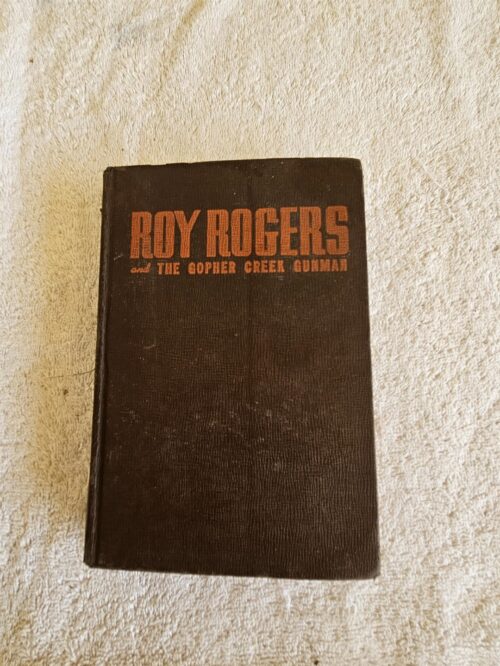 ROY ROGERS
and THE GOPHER CREEK GUNMAN